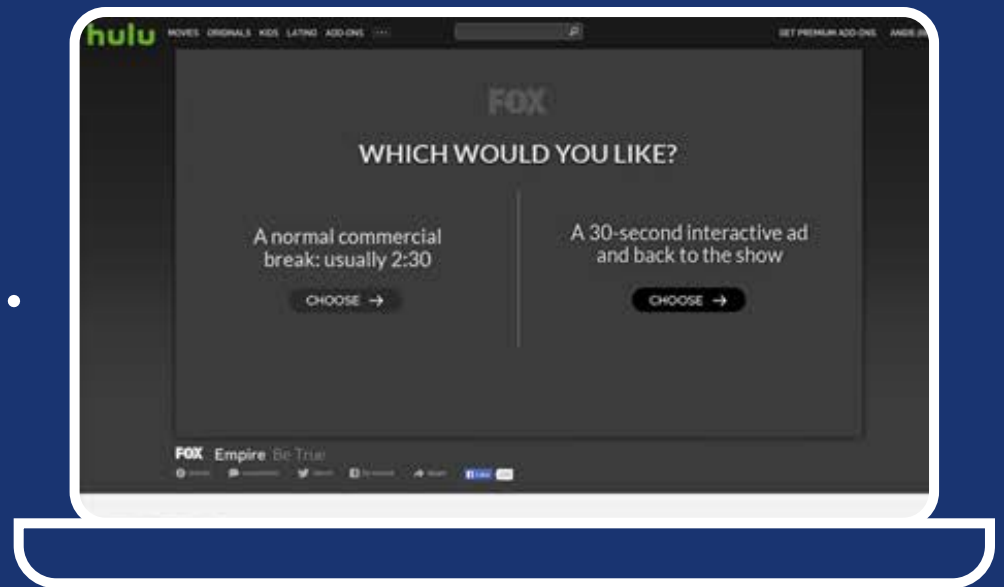 hulu MOVIES ORIGINALS KIDS LATINO ADD-ONS ... GET PREMIUM ADD-ONS
FOX
WHICH WOULD YOU LIKE?
A normal commercial
break: usually 2:30
CHOOSE →
A 30-second interactive ad
and back to the show
CHOOSE →
FOX Empire Be True